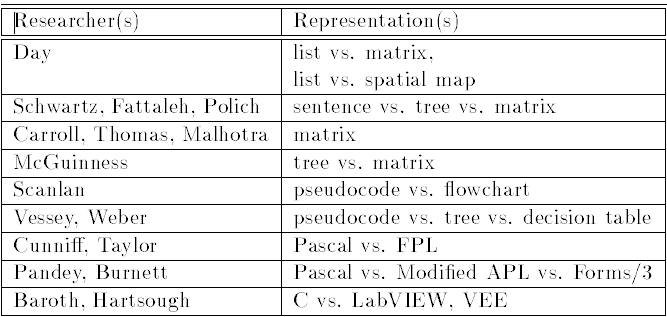 Researcher(s) Representation(s)
Day list vs. matrix,
list vs. spatial map
Schwartz, Fattaleh, Polich sentence vs. tree vs. matrix
Carroll, Thomas, Malhotra matrix
McGuinness tree vs. matrix
Scanlan pseudocode vs. flowchart
Vessey, Weber pseudocode vs. tree vs. decision table
Cunniff, Taylor Pascal vs. FPL
Pandey, Burnett Pascal vs. Modified APL vs. Forms/3
Baroth, Hartsough C vs. LabVIEW, VEE